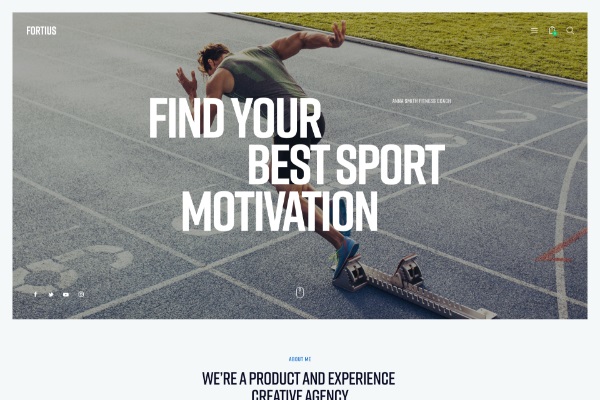 FORTIUS
ANNA SMITH FITNESS COACH
FIND YOUR
BEST SPORT
MOTIVATION
ABOUT ME
WE'RE A PRODUCT AND EXPERIENCE
CREATIVE AGENCY